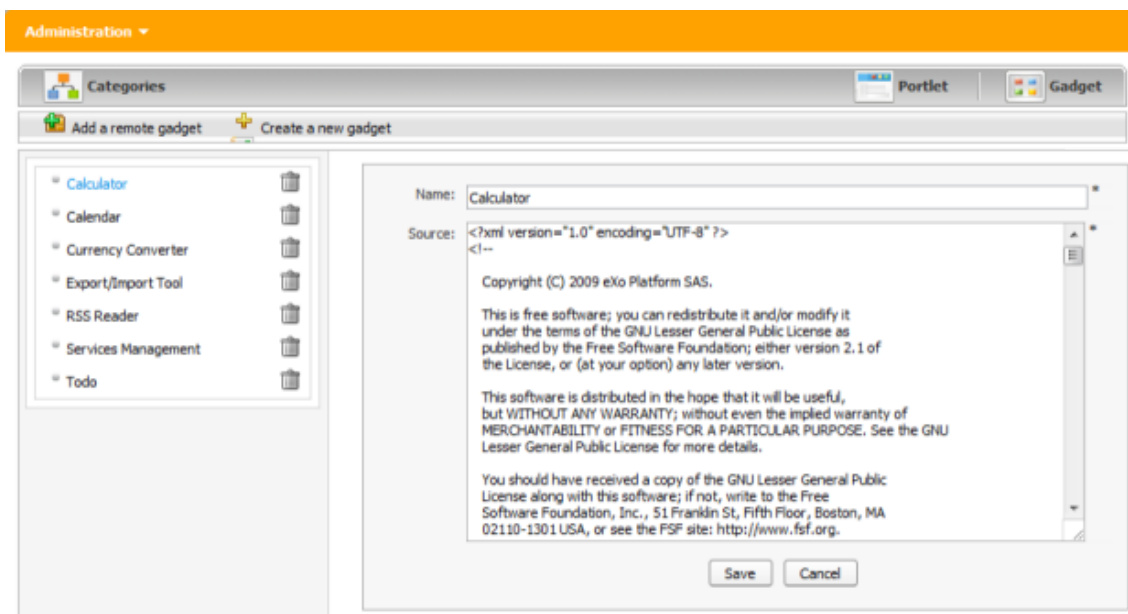 Administration
Categories
Portlet
Gadget
Add a remote gadget
Create a new gadget
Calculator
Calendar
Currency Converter
Export/Import Tool
RSS Reader
Services Management
Todo
Name: Calculator *
Source: <?xml version="1.0" encoding="UTF-8" ?> *
<!--
Copyright (C) 2009 eXo Platform SAS.
This is free software; you can redistribute it and/or modify it
under the terms of the GNU Lesser General Public License as
published by the Free Software Foundation; either version 2.1 of
the License, or (at your option) any later version.
This software is distributed in the hope that it will be useful,
but WITHOUT ANY WARRANTY; without even the implied warranty of
MERCHANTABILITY or FITNESS FOR A PARTICULAR PURPOSE. See the GNU
Lesser General Public License for more details.
You should have received a copy of the GNU Lesser General Public
License along with this software; if not, write to the Free
Software Foundation, Inc., 51 Franklin St, Fifth Floor, Boston, MA
02110-1301 USA, or see the FSF site: http://www.fsf.org.
Save
Cancel